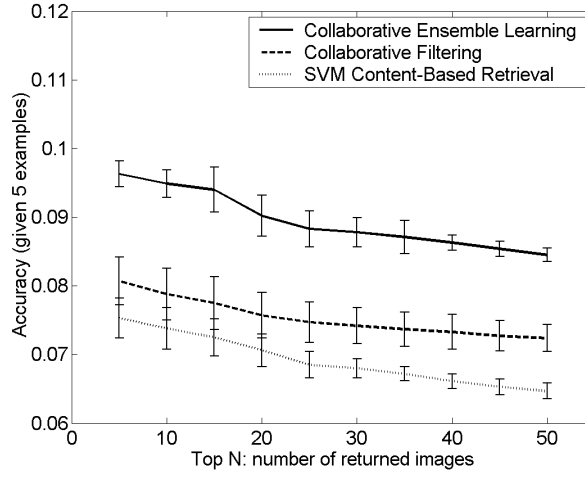 0.12
0.11
0.1
0.09
0.08
0.07
0.06
Accuracy (given 5 examples)
Collaborative Ensemble Learning
Collaborative Filtering
SVM Content-Based Retrieval
0 10 20 30 40 50
Top N: number of returned images